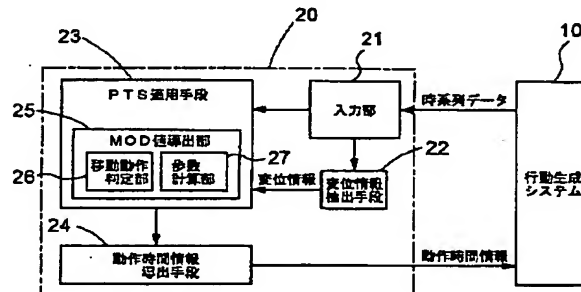 20
23
21
10
PTS適用手段
入力部
時系列データ
25
MOD値導出部
移動動作
判定部
歩数
計算部
27
26
変位情報
変位情報
抽出手段
22
行動生成
システム
24
動作時間情報
導出手段
動作時間情報